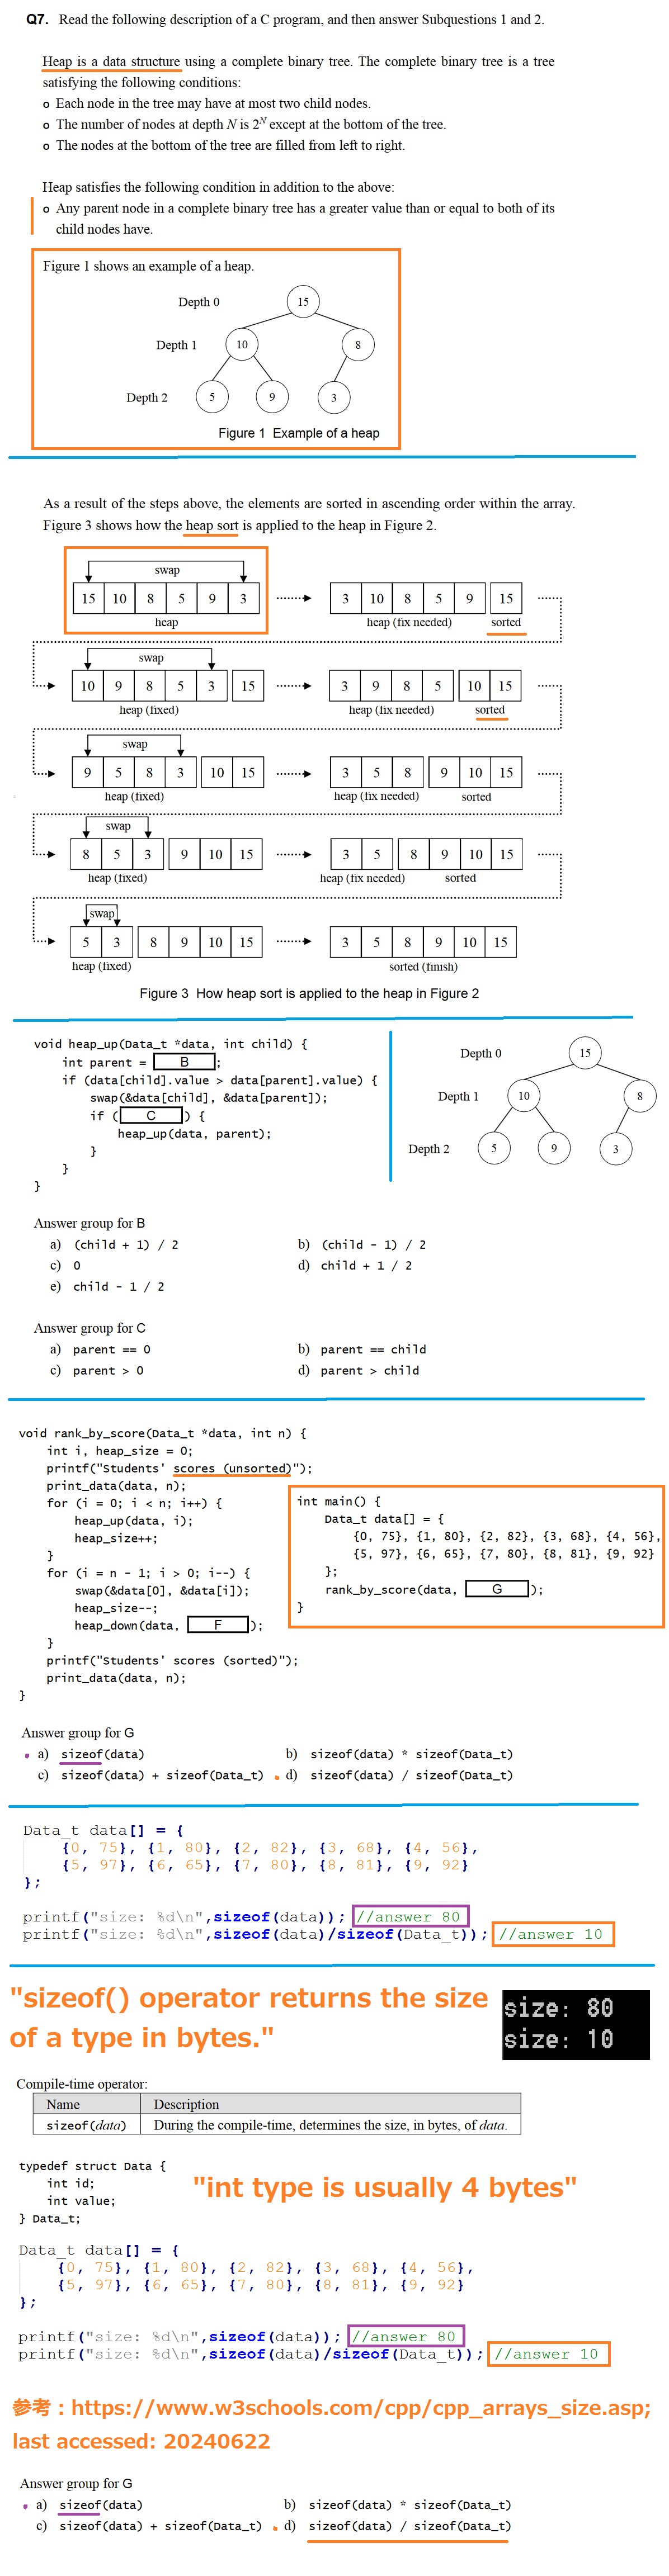 Q7. Read the following description of a C program, and then answer Subquestions 1 and 2.
Heap is a data structure using a complete binary tree. The complete binary tree is a tree
satisfying the following conditions:
o Each node in the tree may have at most two child nodes.
o The number of nodes at depth N is 2^N except at the bottom of the tree.
o The nodes at the bottom of the tree are filled from left to right.
Heap satisfies the following condition in addition to the above:
o Any parent node in a complete binary tree has a greater value than or equal to both of its
child nodes have.
Figure 1 shows an example of a heap.
Depth 0 15
Depth 1 10 8
Depth 2 5 9 3
Figure 1 Example of a heap
As a result of the steps above, the elements are sorted in ascending order within the array.
Figure 3 shows how the heap sort is applied to the heap in Figure 2.
swap
15 10 8 5 9 3 3 10 8 5 9 15
heap heap (fix needed) sorted
swap
10 9 8 5 3 15 3 9 8 5 10 15
heap (fixed) heap (fix needed) sorted
swap
9 5 8 3 10 15 3 5 8 9 10 15
heap (fixed) heap (fix needed) sorted
swap
8 5 3 9 10 15 3 5 8 9 10 15
heap (fixed) heap (fix needed) sorted
swap
5 3 8 9 10 15 3 5 8 9 10 15
heap (fixed) sorted (finish)
Figure 3 How heap sort is applied to the heap in Figure 2
void heap_up(Data_t *data, int child) {
int parent = B ;
if (data[child].value > data[parent].value) {
swap(&data[child], &data[parent]);
if ( C ) {
heap_up(data, parent);
}
}
}
Depth 0 15
Depth 1 10 8
Depth 2 5 9 3
Answer group for B
a) (child + 1) / 2 b) (child - 1) / 2
c) 0 d) child + 1 / 2
e) child - 1 / 2
Answer group for C
a) parent == 0 b) parent == child
c) parent > 0 d) parent > child
void rank_by_score(Data_t *data, int n) {
int i, heap_size = 0;
printf("Students' scores (unsorted)");
print_data(data, n);
for (i = 0; i < n; i++) {
heap_up(data, i);
heap_size++;
}
for (i = n - 1; i > 0; i--) {
swap(&data[0], &data[i]);
heap_size--;
heap_down(data, F );
}
printf("Students' scores (sorted)");
print_data(data, n);
}
int main() {
Data_t data[] = {
{0, 75}, {1, 80}, {2, 82}, {3, 68}, {4, 56},
{5, 97}, {6, 65}, {7, 80}, {8, 81}, {9, 92}
};
rank_by_score(data, G );
}
Answer group for G
a) sizeof(data) b) sizeof(data) * sizeof(Data_t)
c) sizeof(data) + sizeof(Data_t) d) sizeof(data) / sizeof(Data_t)
Data_t data[] = {
{0, 75}, {1, 80}, {2, 82}, {3, 68}, {4, 56},
{5, 97}, {6, 65}, {7, 80}, {8, 81}, {9, 92}
};
printf("size: %d\n",sizeof(data)); //answer 80
printf("size: %d\n",sizeof(data)/sizeof(Data_t)); //answer 10
"sizeof() operator returns the size
of a type in bytes."
size: 80
size: 10
Compile-time operator:
Name Description
sizeof(data) During the compile-time, determines the size, in bytes, of data.
typedef struct Data {
int id;
int value;
} Data_t;
"int type is usually 4 bytes"
Data_t data[] = {
{0, 75}, {1, 80}, {2, 82}, {3, 68}, {4, 56},
{5, 97}, {6, 65}, {7, 80}, {8, 81}, {9, 92}
};
printf("size: %d\n",sizeof(data)); //answer 80
printf("size: %d\n",sizeof(data)/sizeof(Data_t)); //answer 10
参考：https://www.w3schools.com/cpp/cpp_arrays_size.asp;
last accessed: 20240622
Answer group for G
a) sizeof(data) b) sizeof(data) * sizeof(Data_t)
c) sizeof(data) + sizeof(Data_t) d) sizeof(data) / sizeof(Data_t)